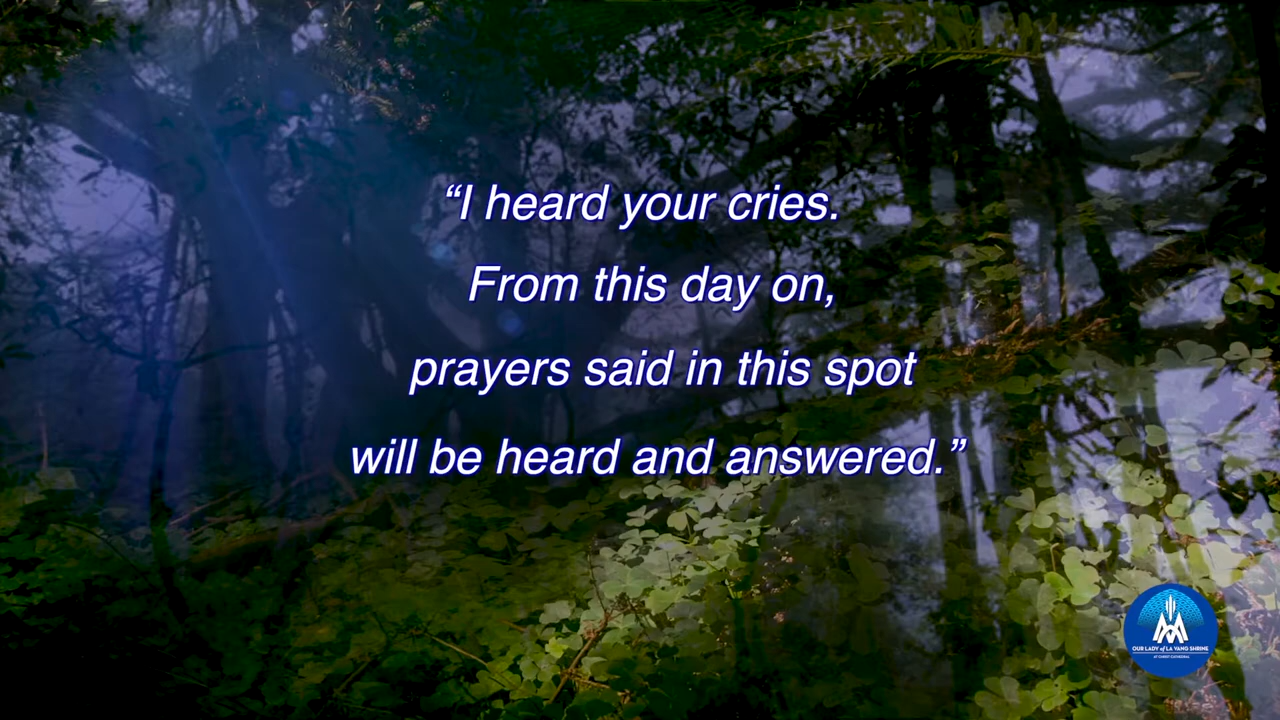 “I heard your cries.
From this day on,
prayers said in this spot
will be heard and answered.”
OUR LADY of LA VANG SHRINE
AT CHRIST CATHEDRAL